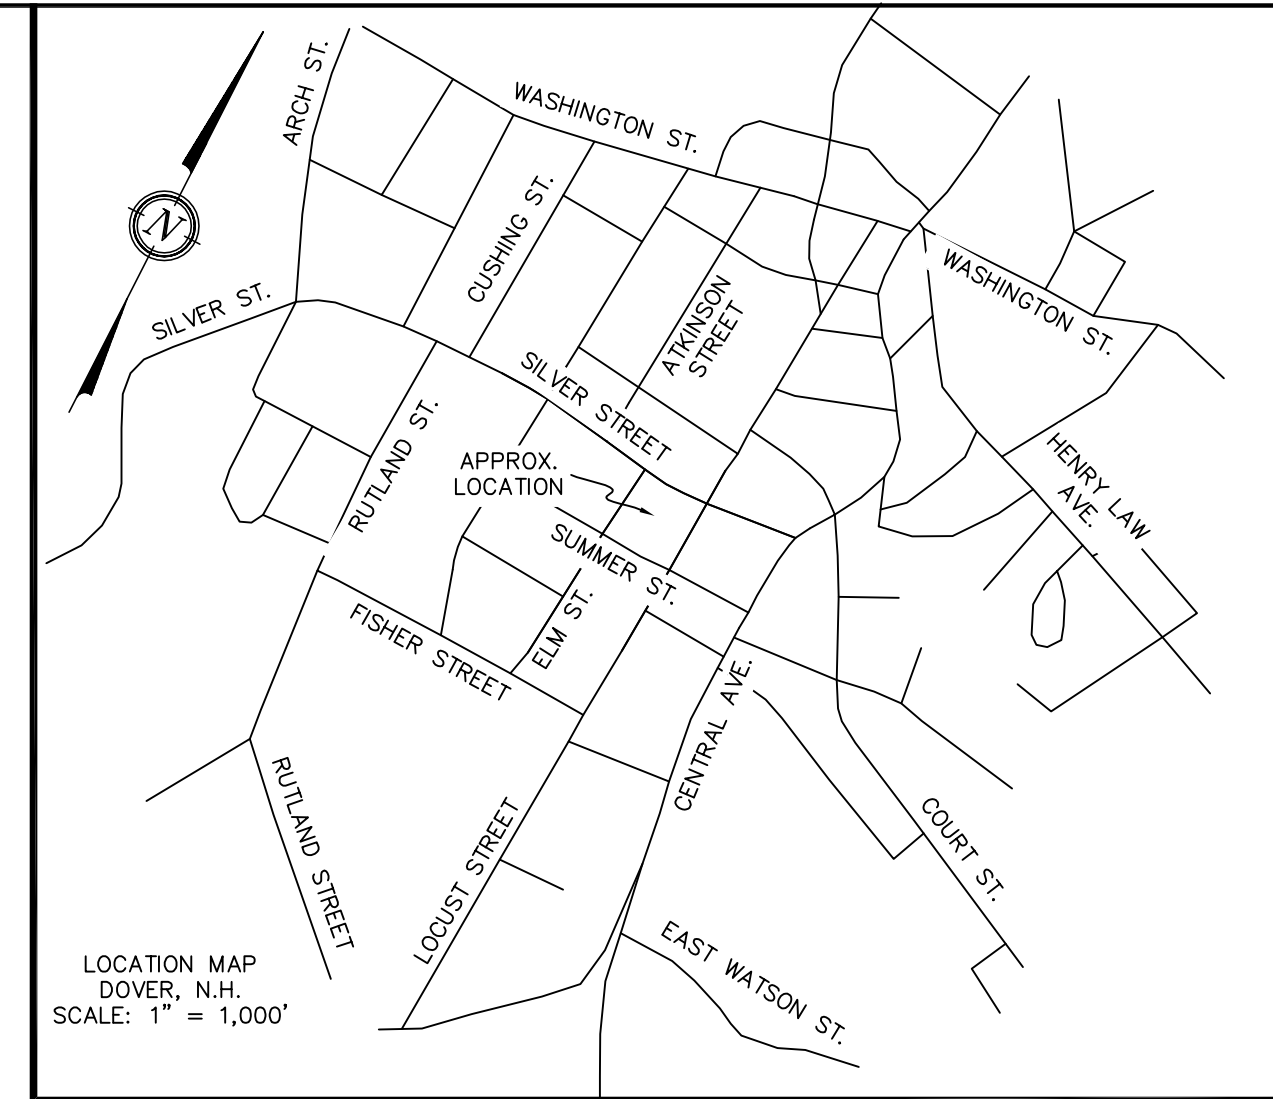 ARCH ST.
WASHINGTON ST.
CUSHING ST.
N
SILVER ST.
ATKINSON
STREET
WASHINGTON ST.
SILVER STREET
RUTLAND ST.
APPROX.
LOCATION
HENRY LAW
AVE.
SUMMER ST.
ELM ST.
FISHER STREET
CENTRAL AVE.
RUTLAND STREET
LOCUST STREET
COURT ST.
EAST WATSON ST.
LOCATION MAP
DOVER, N.H.
SCALE: 1" = 1,000'